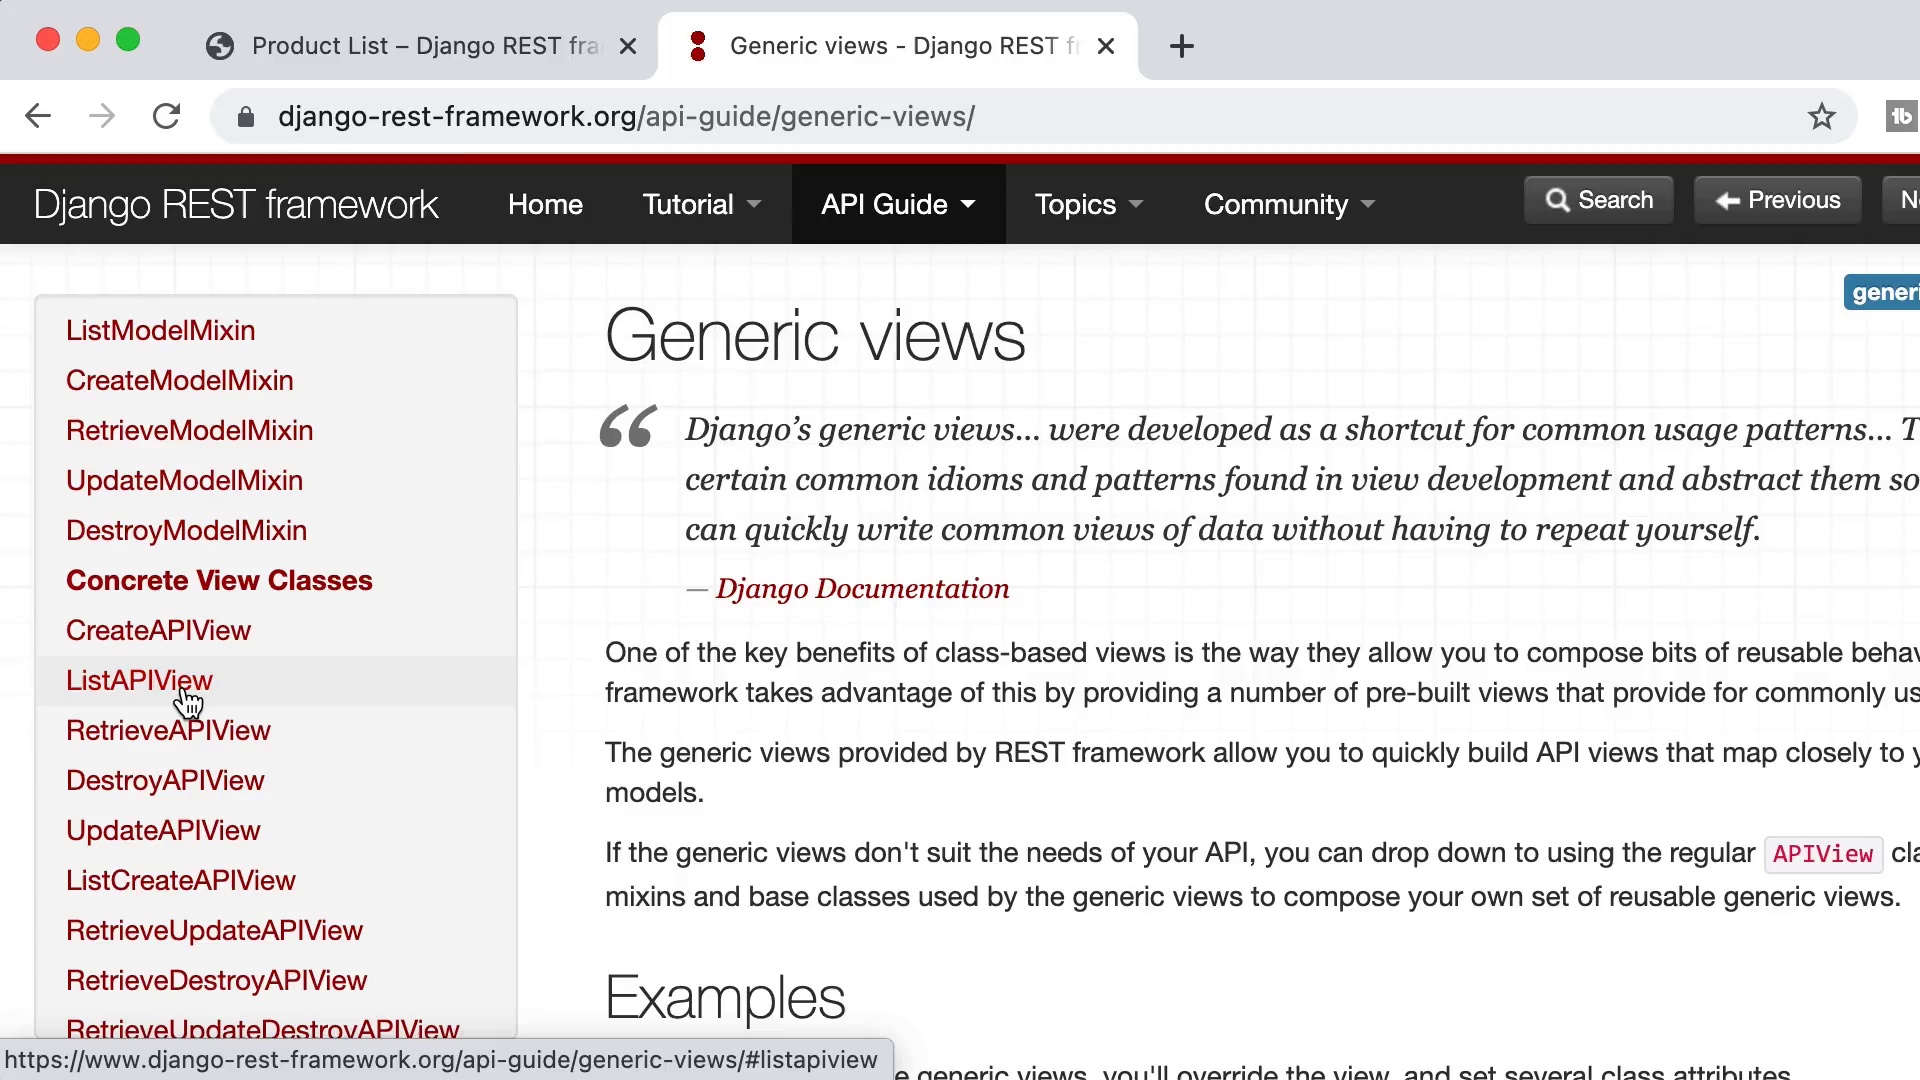 Product List – Django REST fra
Generic views - Django REST f
django-rest-framework.org/api-guide/generic-views/
Django REST framework
Home
Tutorial
API Guide
Topics
Community
Search
Previous
ListModelMixin
CreateModelMixin
RetrieveModelMixin
UpdateModelMixin
DestroyModelMixin
Concrete View Classes
CreateAPIView
ListAPIView
RetrieveAPIView
DestroyAPIView
UpdateAPIView
ListCreateAPIView
RetrieveUpdateAPIView
RetrieveDestroyAPIView
RetrieveUpdateDestroyAPIView
https://www.django-rest-framework.org/api-guide/generic-views/#listapiview
generi
Generic views
“ Django’s generic views... were developed as a shortcut for common usage patterns... T
certain common idioms and patterns found in view development and abstract them so
can quickly write common views of data without having to repeat yourself.
— Django Documentation
One of the key benefits of class-based views is the way they allow you to compose bits of reusable behav
framework takes advantage of this by providing a number of pre-built views that provide for commonly us
The generic views provided by REST framework allow you to quickly build API views that map closely to y
models.
If the generic views don't suit the needs of your API, you can drop down to using the regular APIView cla
mixins and base classes used by the generic views to compose your own set of reusable generic views.
Examples
e generic views, you'll override the view, and set several class attributes.